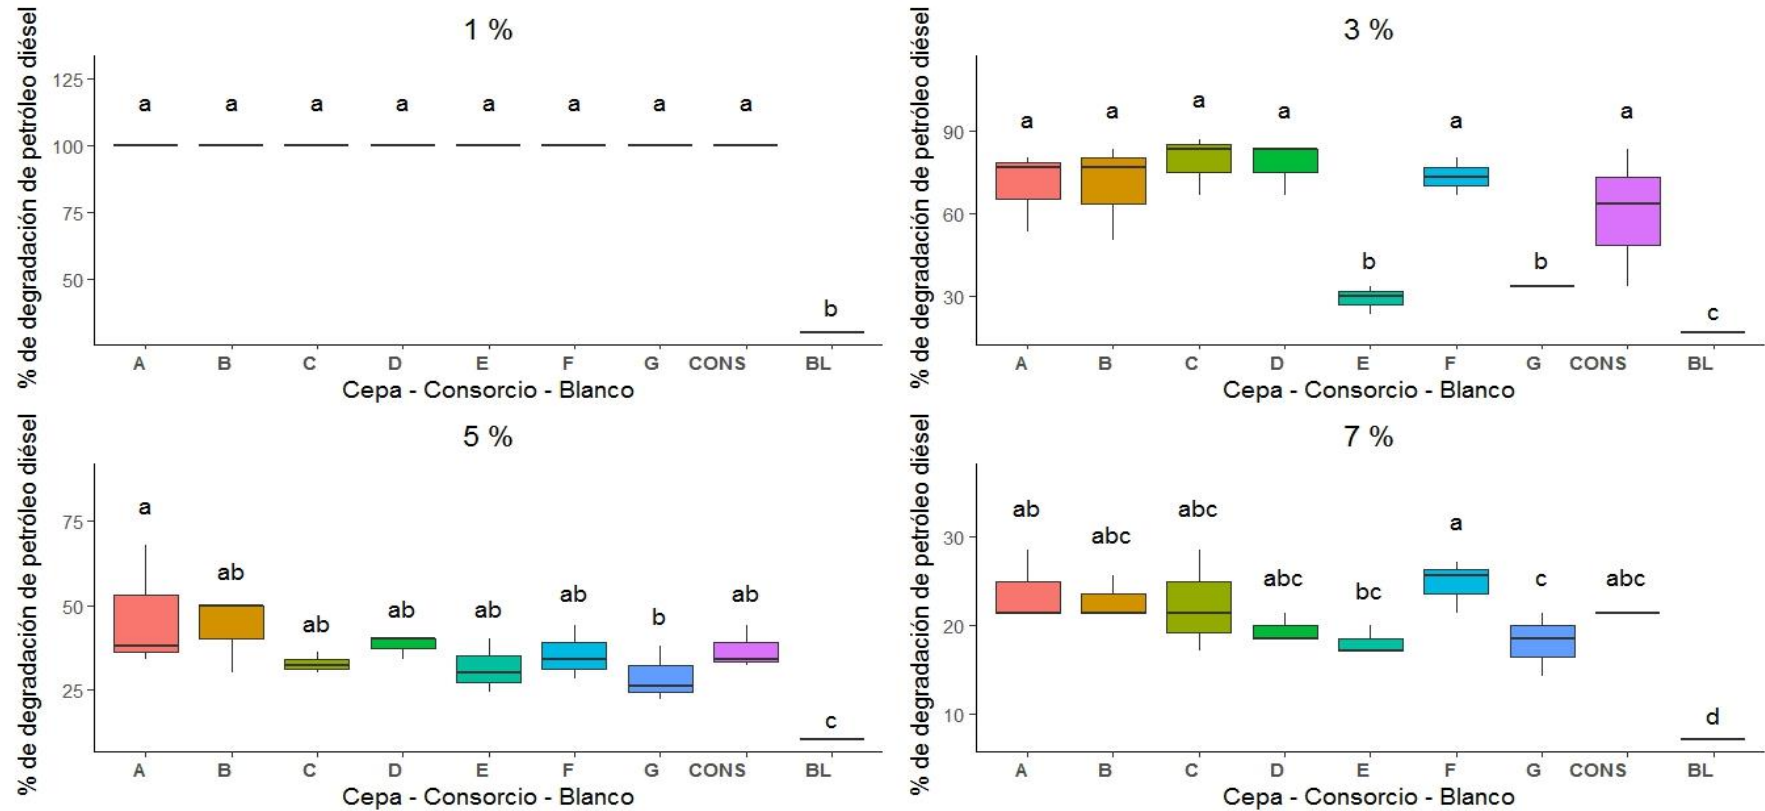 1 %
% de degradación de petróleo diésel
125
100
75
50
a a a a a a a a b
A B C D E F G CONS BL
Cepa - Consorcio - Blanco
3 %
% de degradación de petróleo diésel
90
60
30
a a a a b a b a c
A B C D E F G CONS BL
Cepa - Consorcio - Blanco
5 %
% de degradación de petróleo diésel
75
50
25
a ab ab ab ab ab b ab c
A B C D E F G CONS BL
Cepa - Consorcio - Blanco
7 %
% de degradación de petróleo diésel
30
20
10
ab abc abc abc bc a c abc d
A B C D E F G CONS BL
Cepa - Consorcio - Blanco